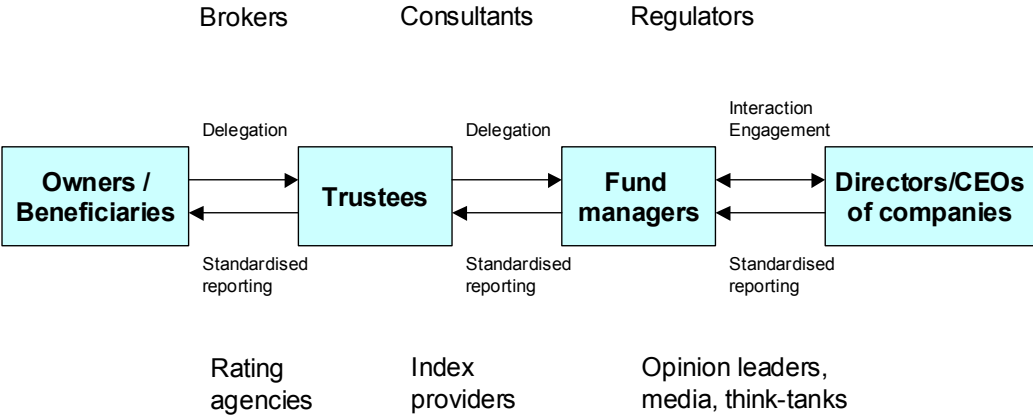 Brokers
Consultants
Regulators
Delegation
Delegation
Interaction
Engagement
Owners /
Beneficiaries
Trustees
Fund
managers
Directors/CEOs
of companies
Standardised
reporting
Standardised
reporting
Standardised
reporting
Rating
agencies
Index
providers
Opinion leaders,
media, think-tanks